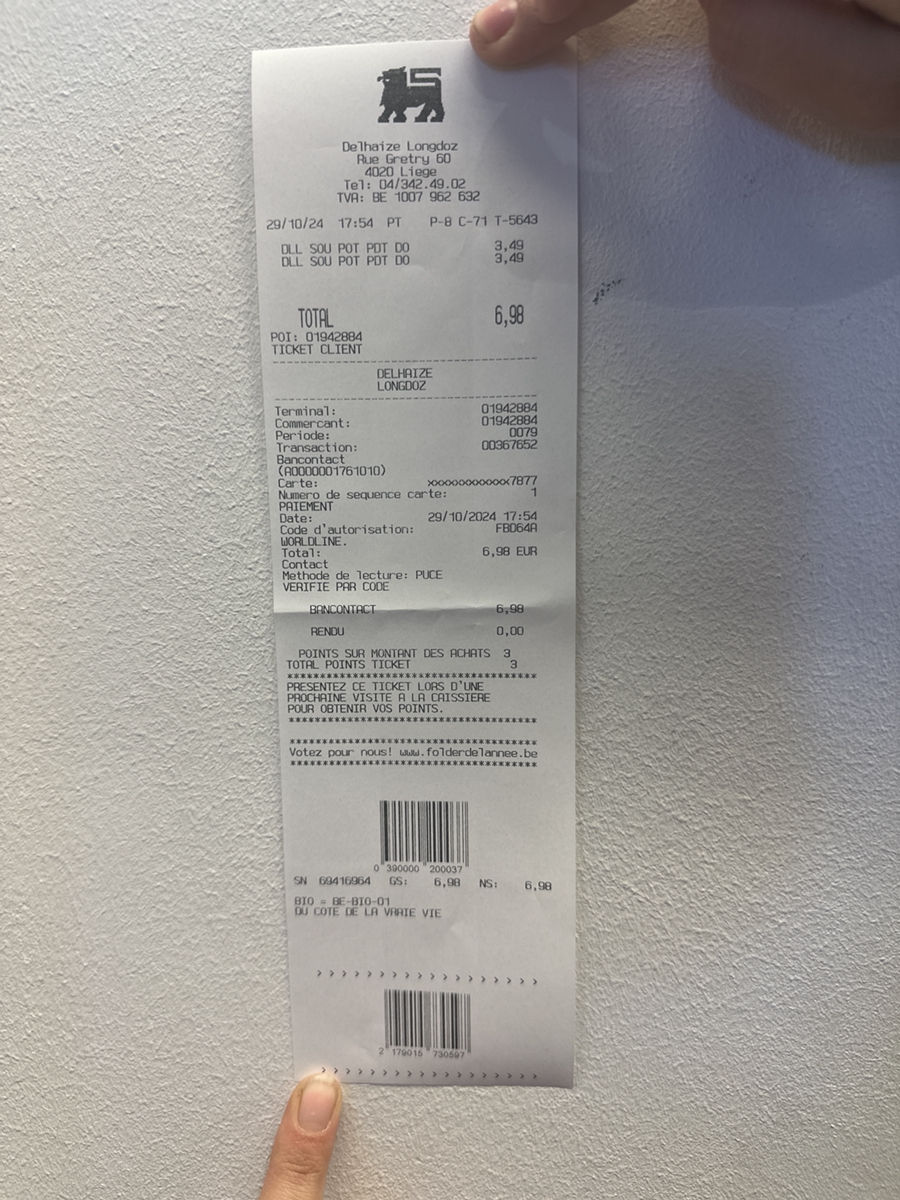 Delhaize Longdoz
Rue Gretry 60
4020 Liege
Tel: 04/342.49.02
TVA: BE 1007 962 632
29/10/24 17:54 PT P-8 C-71 T-5643
DLL SOU POT PDT DO 3,49
DLL SOU POT PDT DO 3,49
TOTAL 6,98
POI: 01942884
TICKET CLIENT
DELHAIZE
LONGDOZ
Terminal: 01942884
Commercant: 01942884
Periode: 0079
Transaction: 00367652
Bancontact
(A0000001761010)
Carte: xxxxxxxxxxxx7877
Numero de sequence carte: 1
PAIEMENT
Date: 29/10/2024 17:54
Code d'autorisation: FBD64A
WORLDLINE.
Total: 6,98 EUR
Contact
Methode de lecture: PUCE
VERIFIE PAR CODE
BANCONTACT 6,98
RENDU 0,00
POINTS SUR MONTANT DES ACHATS 3
TOTAL POINTS TICKET 3
************************************
PRESENTEZ CE TICKET LORS D'UNE
PROCHAINE VISITE A LA CAISSIERE
POUR OBTENIR VOS POINTS.
************************************
************************************
Votez pour nous! www.folderdelannee.be
************************************
0 390000 200037
SN 69416964 GS: 6,98 NS: 6,98
BIO = BE-BIO-01
DU COTE DE LA VRAIE VIE
> > > > > > > > > > > > > > > > > >
2 179015 730597
> > > > > > > > > > > > > > > > > >